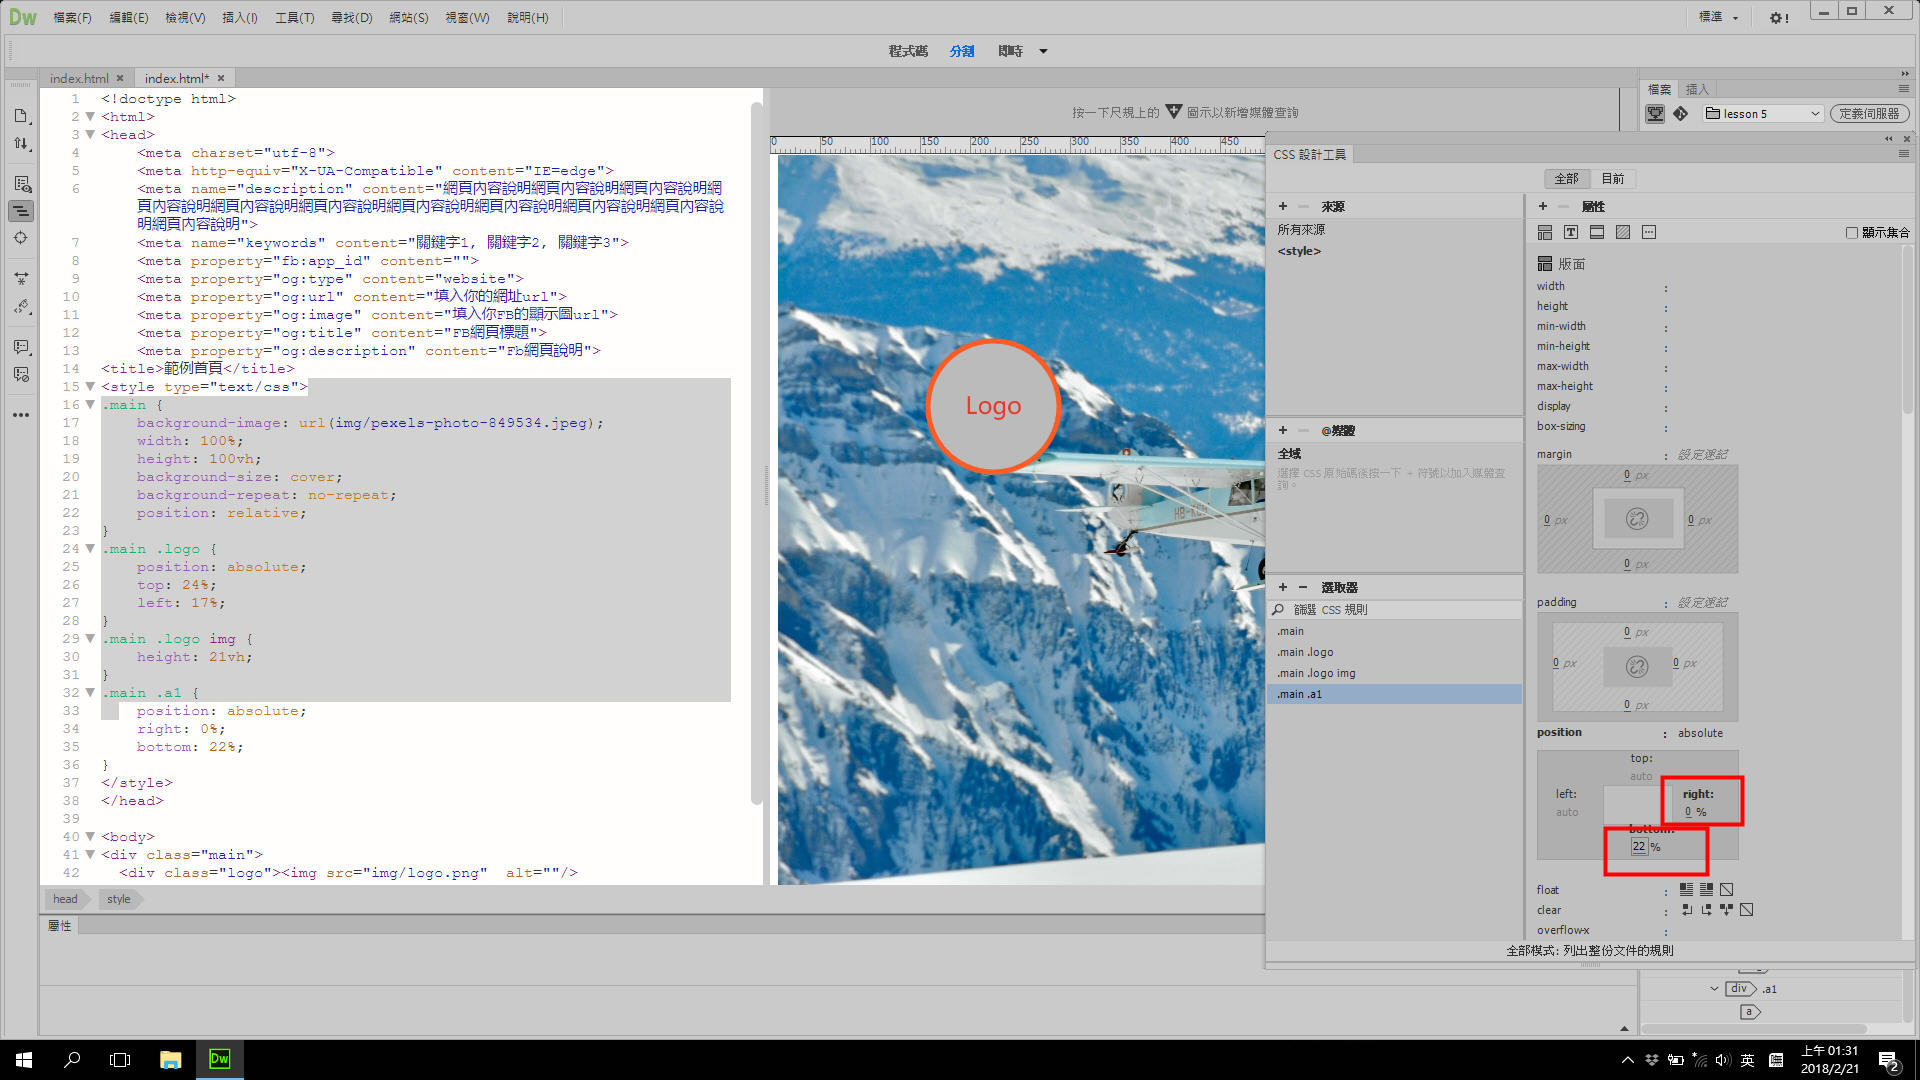 Dw 檔案(F) 編輯(E) 檢視(V) 插入(I) 工具(T) 尋找(D) 網站(S) 視窗(W) 說明(H) 標準
程式碼 分割 即時
index.html index.html*
1 <!doctype html>
2 <html>
3 <head>
4 <meta charset="utf-8">
5 <meta http-equiv="X-UA-Compatible" content="IE=edge">
6 <meta name="description" content="網頁內容說明網頁內容說明網頁內容說明網
頁內容說明網頁內容說明網頁內容說明網頁內容說明網頁內容說明網頁內容說明網頁內容說
明網頁內容說明">
7 <meta name="keywords" content="關鍵字1, 關鍵字2, 關鍵字3">
8 <meta property="fb:app_id" content="">
9 <meta property="og:type" content="website">
10 <meta property="og:url" content="填入你的網址url">
11 <meta property="og:image" content="填入你FB的顯示圖url">
12 <meta property="og:title" content="FB網頁標題">
13 <meta property="og:description" content="Fb網頁說明">
14 <title>範例首頁</title>
15 <style type="text/css">
16 .main {
17 background-image: url(img/pexels-photo-849534.jpeg);
18 width: 100%;
19 height: 100vh;
20 background-size: cover;
21 background-repeat: no-repeat;
22 position: relative;
23 }
24 .main .logo {
25 position: absolute;
26 top: 24%;
27 left: 17%;
28 }
29 .main .logo img {
30 height: 21vh;
31 }
32 .main .a1 {
33 position: absolute;
34 right: 0%;
35 bottom: 22%;
36 }
37 </style>
38 </head>
39
40 <body>
41 <div class="main">
42 <div class="logo"><img src="img/logo.png"  alt=""/>
head style
屬性
按一下尺規上的 圖示以新增媒體查詢
0 50 100 150 200 250 300 350 400 450
Logo
檔案 插入
lesson 5 定義伺服器
CSS 設計工具
全部 目前
+ − 來源
所有來源
<style>
+ − @媒體
全域
選擇 CSS 原始碼後按一下 + 符號以加入媒體查
詢。
+ − 選取器
篩選 CSS 規則
.main
.main .logo
.main .logo img
.main .a1
+ − 屬性
顯示集合
版面
width :
height :
min-width :
min-height :
max-width :
max-height :
display :
box-sizing :
margin : 設定速記
0 px
0 px 0 px
0 px
padding : 設定速記
0 px
0 px 0 px
0 px
position : absolute
top:
auto
left: right:
auto 0 %
bottom:
22 %
float :
clear :
overflow-x :
全部模式: 列出整份文件的規則
div .a1
a
Dw
英
上午 01:31
2018/2/21
2